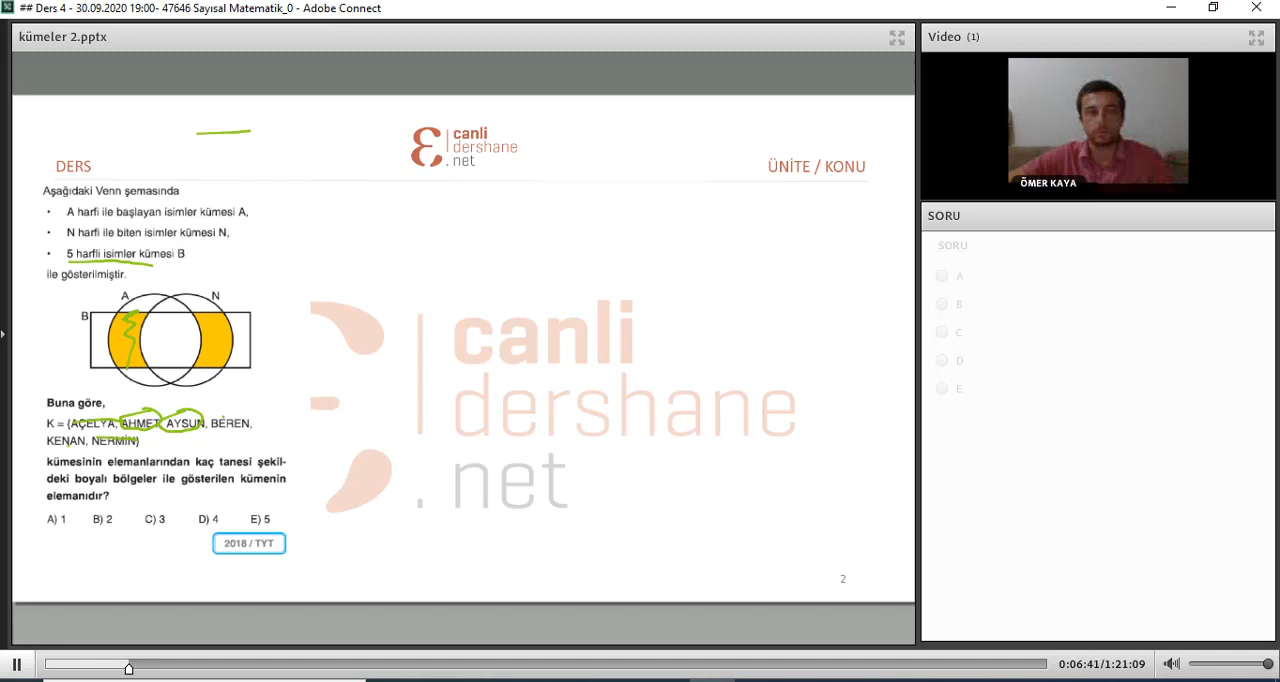 ## Ders 4 - 30.09.2020 19:00- 47646 Sayısal Matematik_0 - Adobe Connect
kümeler 2.pptx
DERS
canli
dershane
.net
ÜNİTE / KONU
Aşağıdaki Venn şemasında
• A harfi ile başlayan isimler kümesi A,
• N harfi ile biten isimler kümesi N,
• 5 harfli isimler kümesi B
ile gösterilmiştir.
A N
B
Buna göre,
K = {AÇELYA, AHMET, AYSUN, BEREN,
KENAN, NERMİN}
kümesinin elemanlarından kaç tanesi şekil-
deki boyalı bölgeler ile gösterilen kümenin
elemanıdır?
A) 1 B) 2 C) 3 D) 4 E) 5
2018 / TYT
canli
dershane
.net
2
Video (1)
ÖMER KAYA
SORU
SORU
A
B
C
D
E
0:06:41/1:21:09